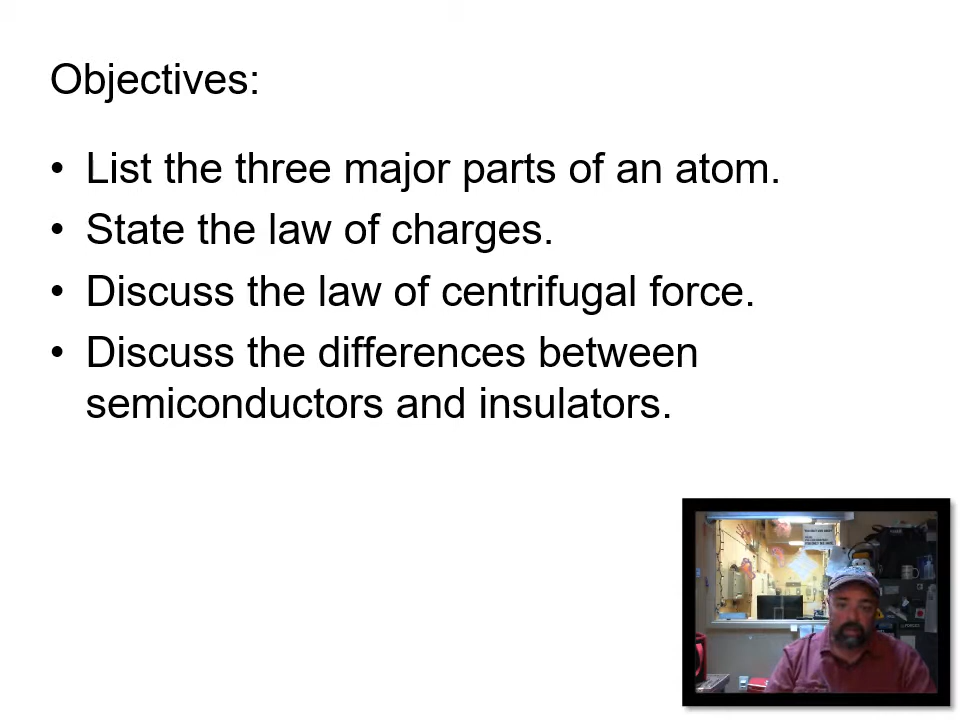 Objectives:
• List the three major parts of an atom.
• State the law of charges.
• Discuss the law of centrifugal force.
• Discuss the differences between
semiconductors and insulators.